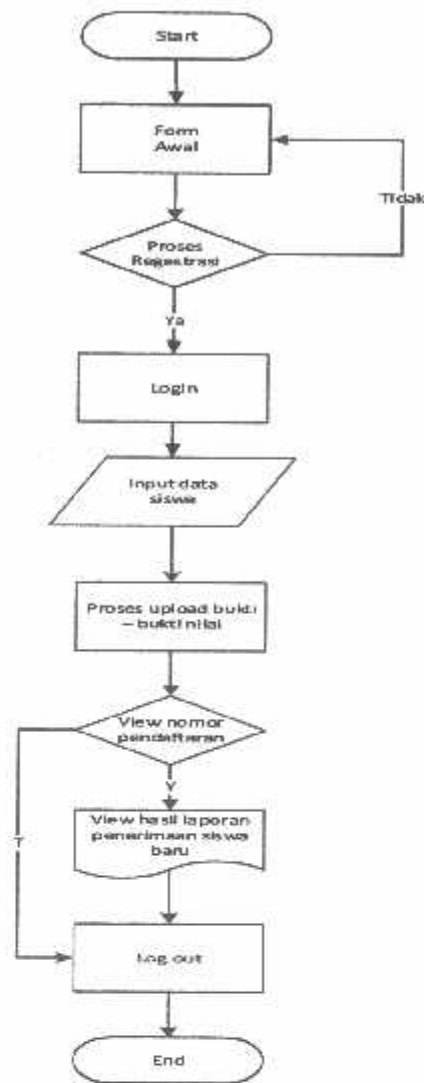 Start
Form
Awal
Tidak
Proses
Regestrasi
Ya
Login
Input data
siswa
Proses upload bukti
– bukti nilai
View nomor
pendaftaran
Y
View hasil laporan
penerimaan siswa
baru
T
Log out
End